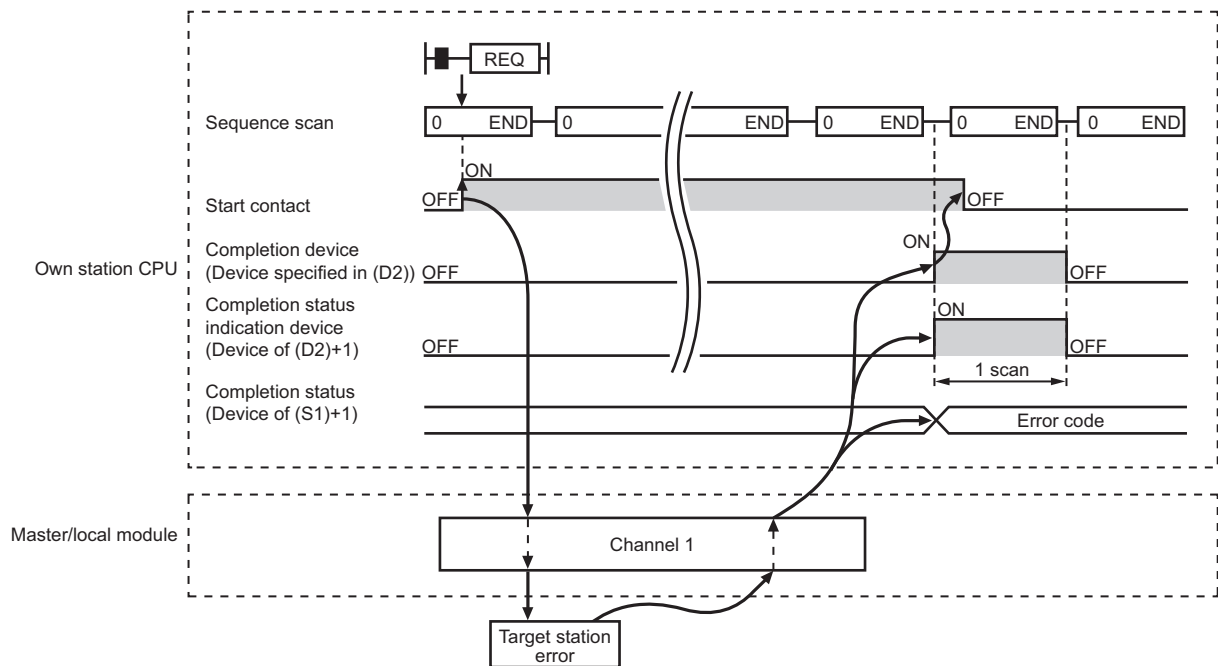 REQ
Sequence scan
0 END 0 END 0 END 0 END 0 END
ON
Start contact
OFF
OFF
Own station CPU
Completion device
(Device specified in (D2))
OFF
ON
OFF
Completion status
indication device
(Device of (D2)+1)
OFF
ON
OFF
1 scan
Completion status
(Device of (S1)+1)
Error code
Master/local module
Channel 1
Target station
error